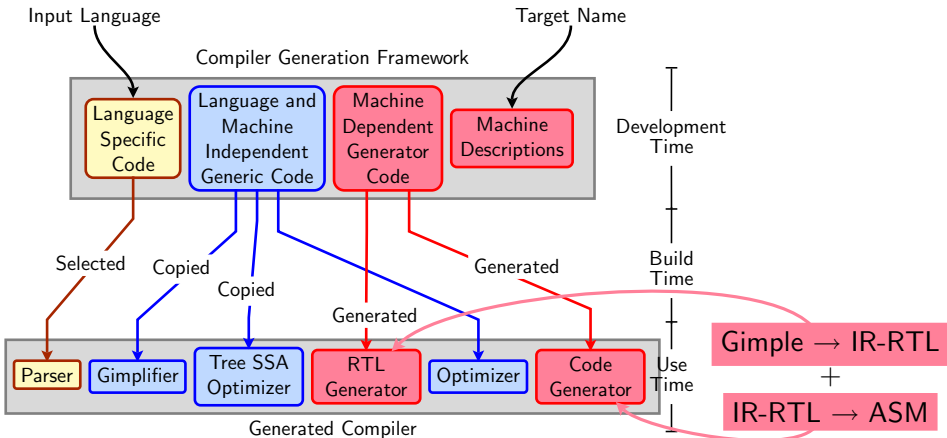 Input Language
Target Name
Compiler Generation Framework
Language
Specific
Code
Language and
Machine
Independent
Generic Code
Machine
Dependent
Generator
Code
Machine
Descriptions
Development
Time
Selected
Copied
Copied
Generated
Generated
Build
Time
Parser
Gimplifier
Tree SSA
Optimizer
RTL
Generator
Optimizer
Code
Generator
Use
Time
Gimple → IR-RTL
+
IR-RTL → ASM
Generated Compiler